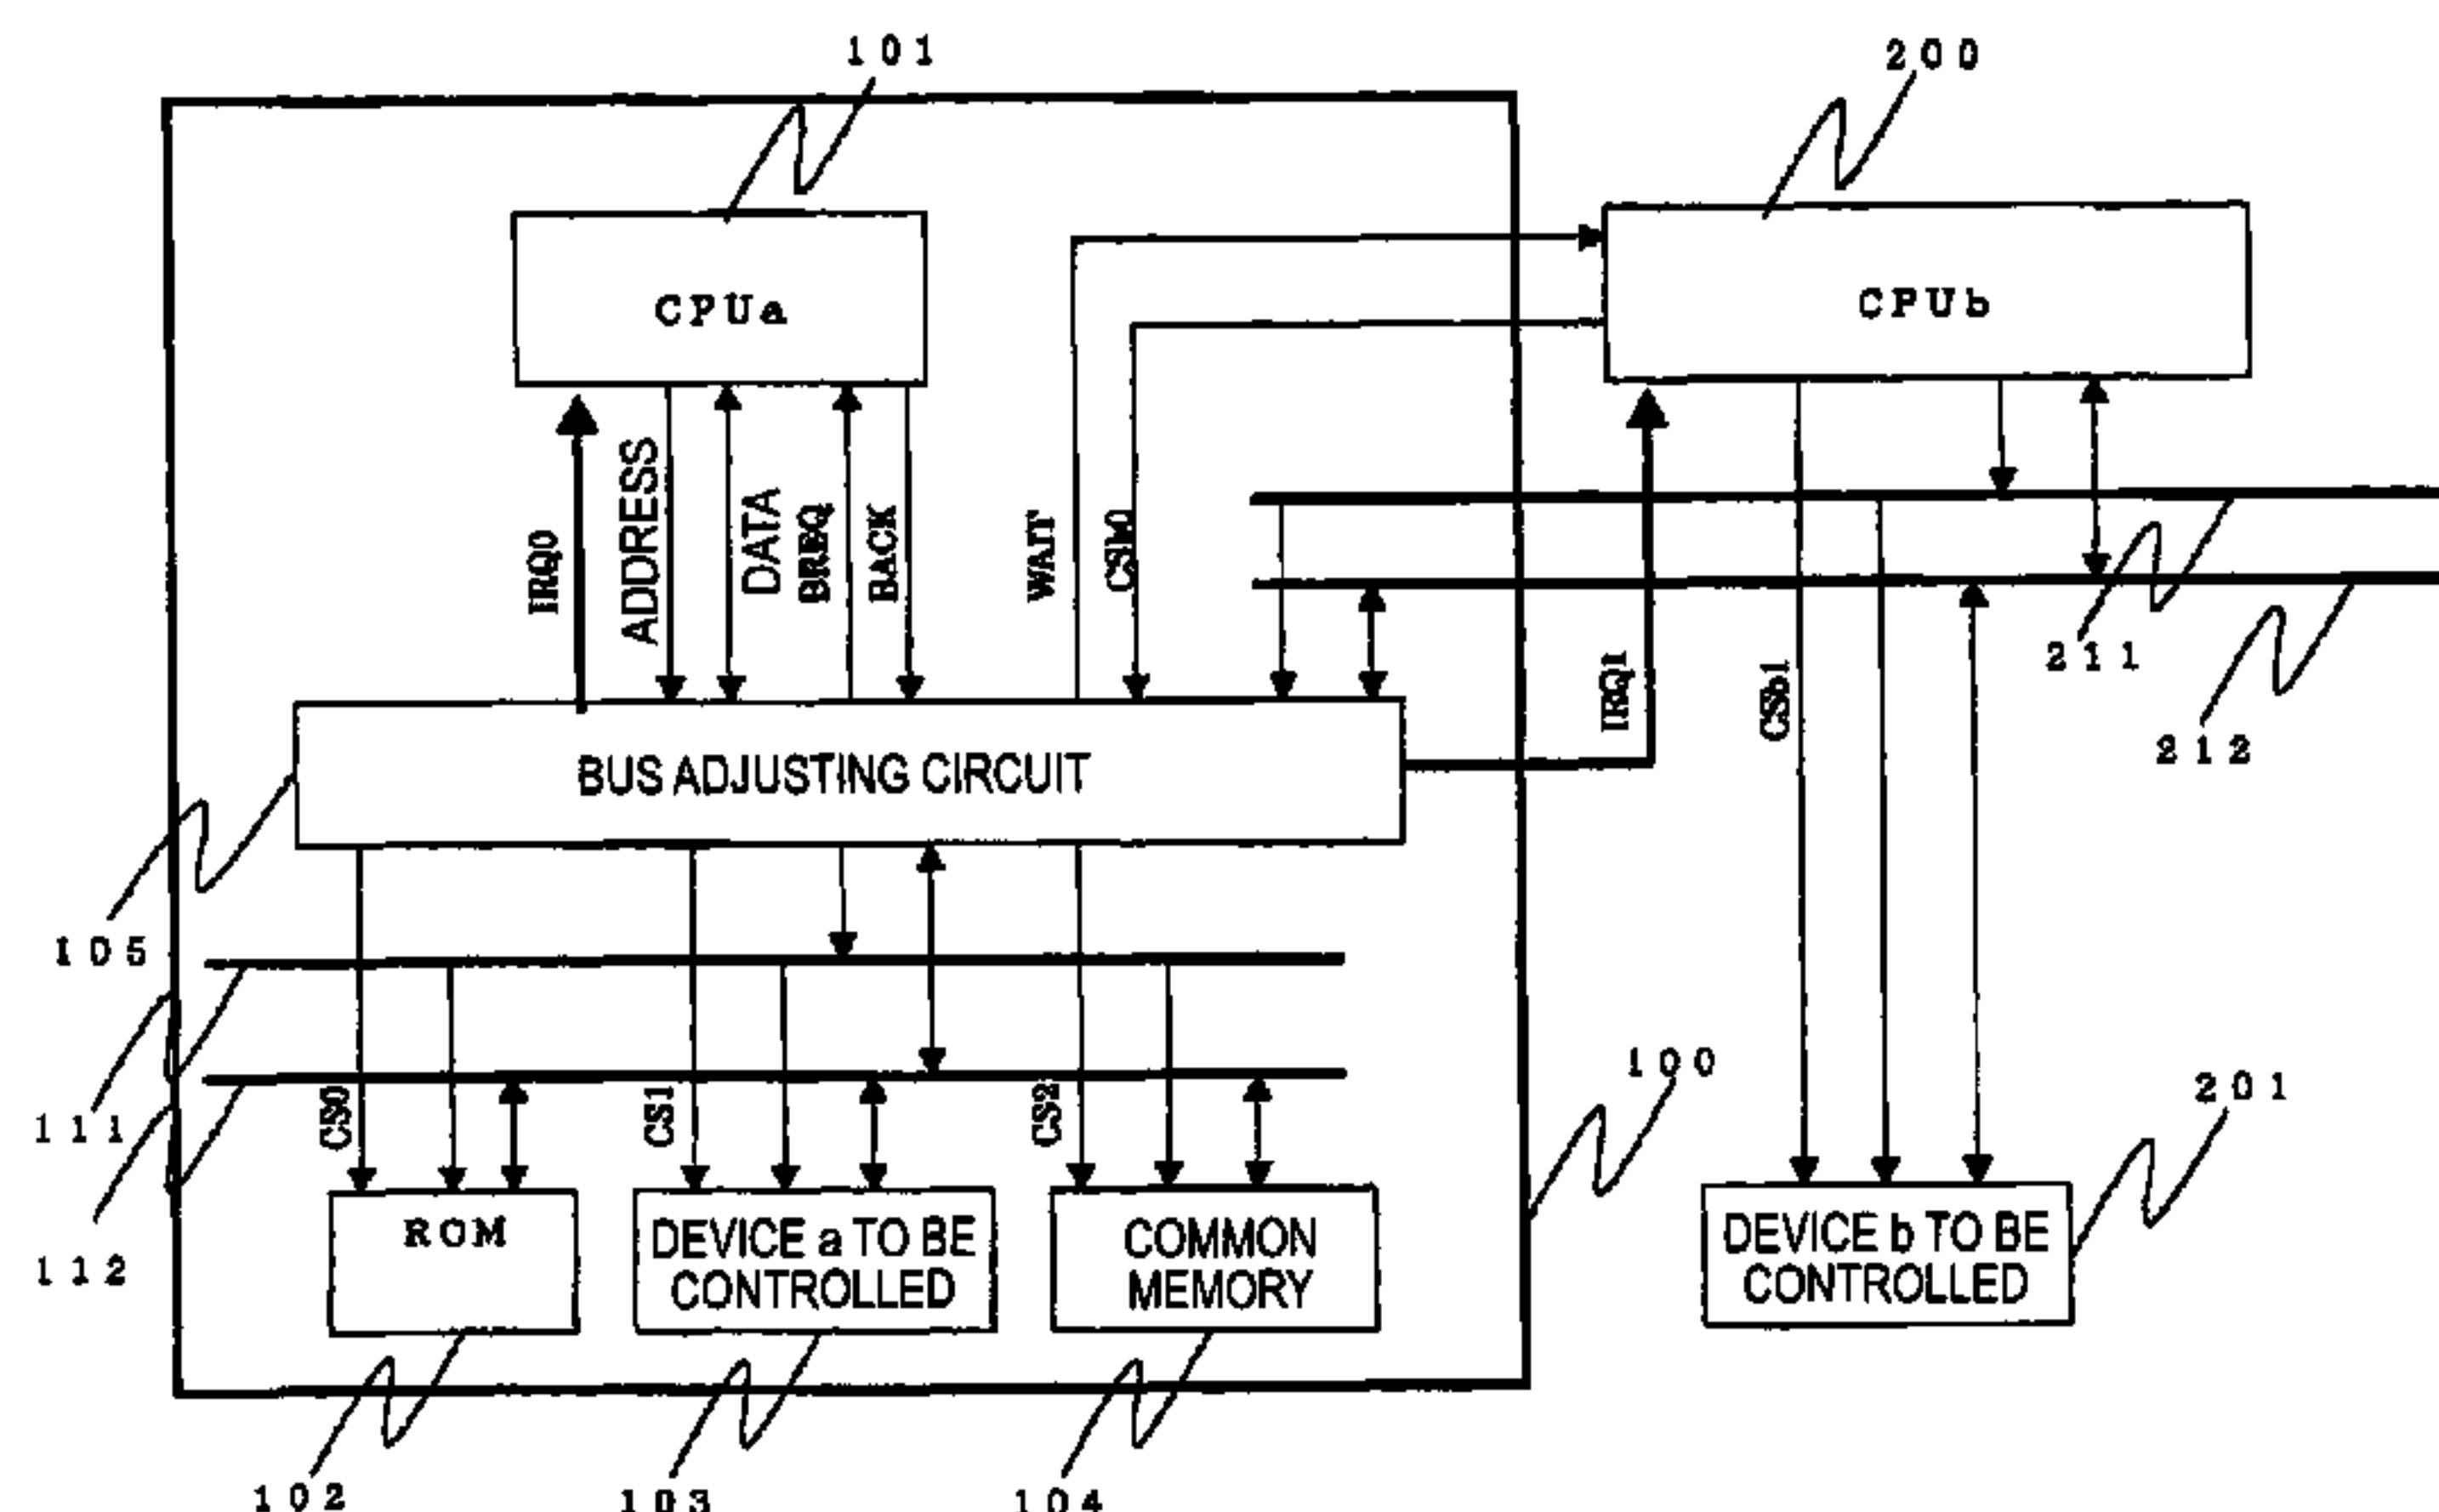 101
200
CPUa
CPUb
IRQ0
ADDRESS
DATA
BREQ
BACK
WAIT
CSb0
IRQ1
CSb1
211
212
BUS ADJUSTING CIRCUIT
105
111
112
CS0
CS1
CS2
100
201
ROM
DEVICE a TO BE
CONTROLLED
COMMON
MEMORY
DEVICE b TO BE
CONTROLLED
102
103
104